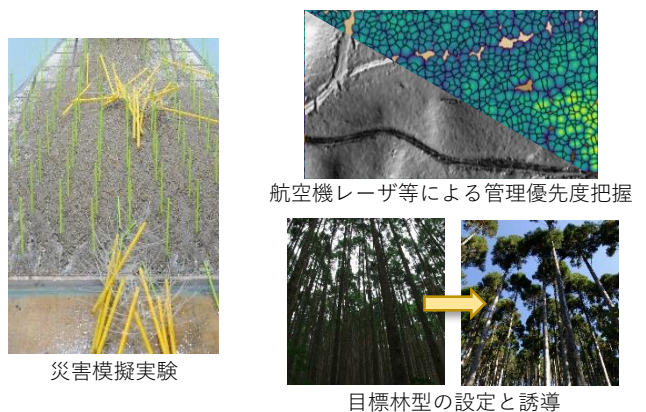 航空機レーザ等による管理優先度把握
災害模擬実験
目標林型の設定と誘導